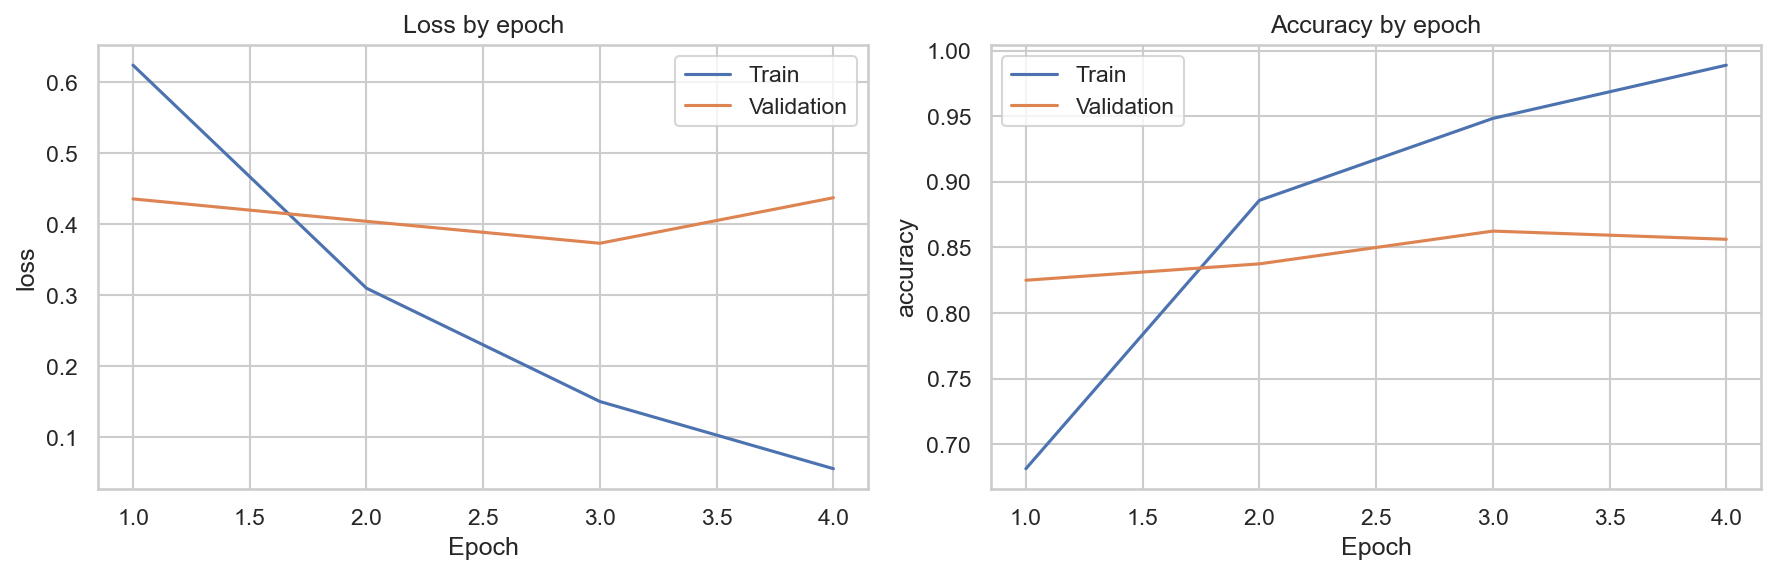 Loss by epoch
Train
Validation
0.6
0.5
0.4
0.3
0.2
0.1
loss
1.0 1.5 2.0 2.5 3.0 3.5 4.0
Epoch
Accuracy by epoch
Train
Validation
1.00
0.95
0.90
0.85
0.80
0.75
0.70
accuracy
1.0 1.5 2.0 2.5 3.0 3.5 4.0
Epoch